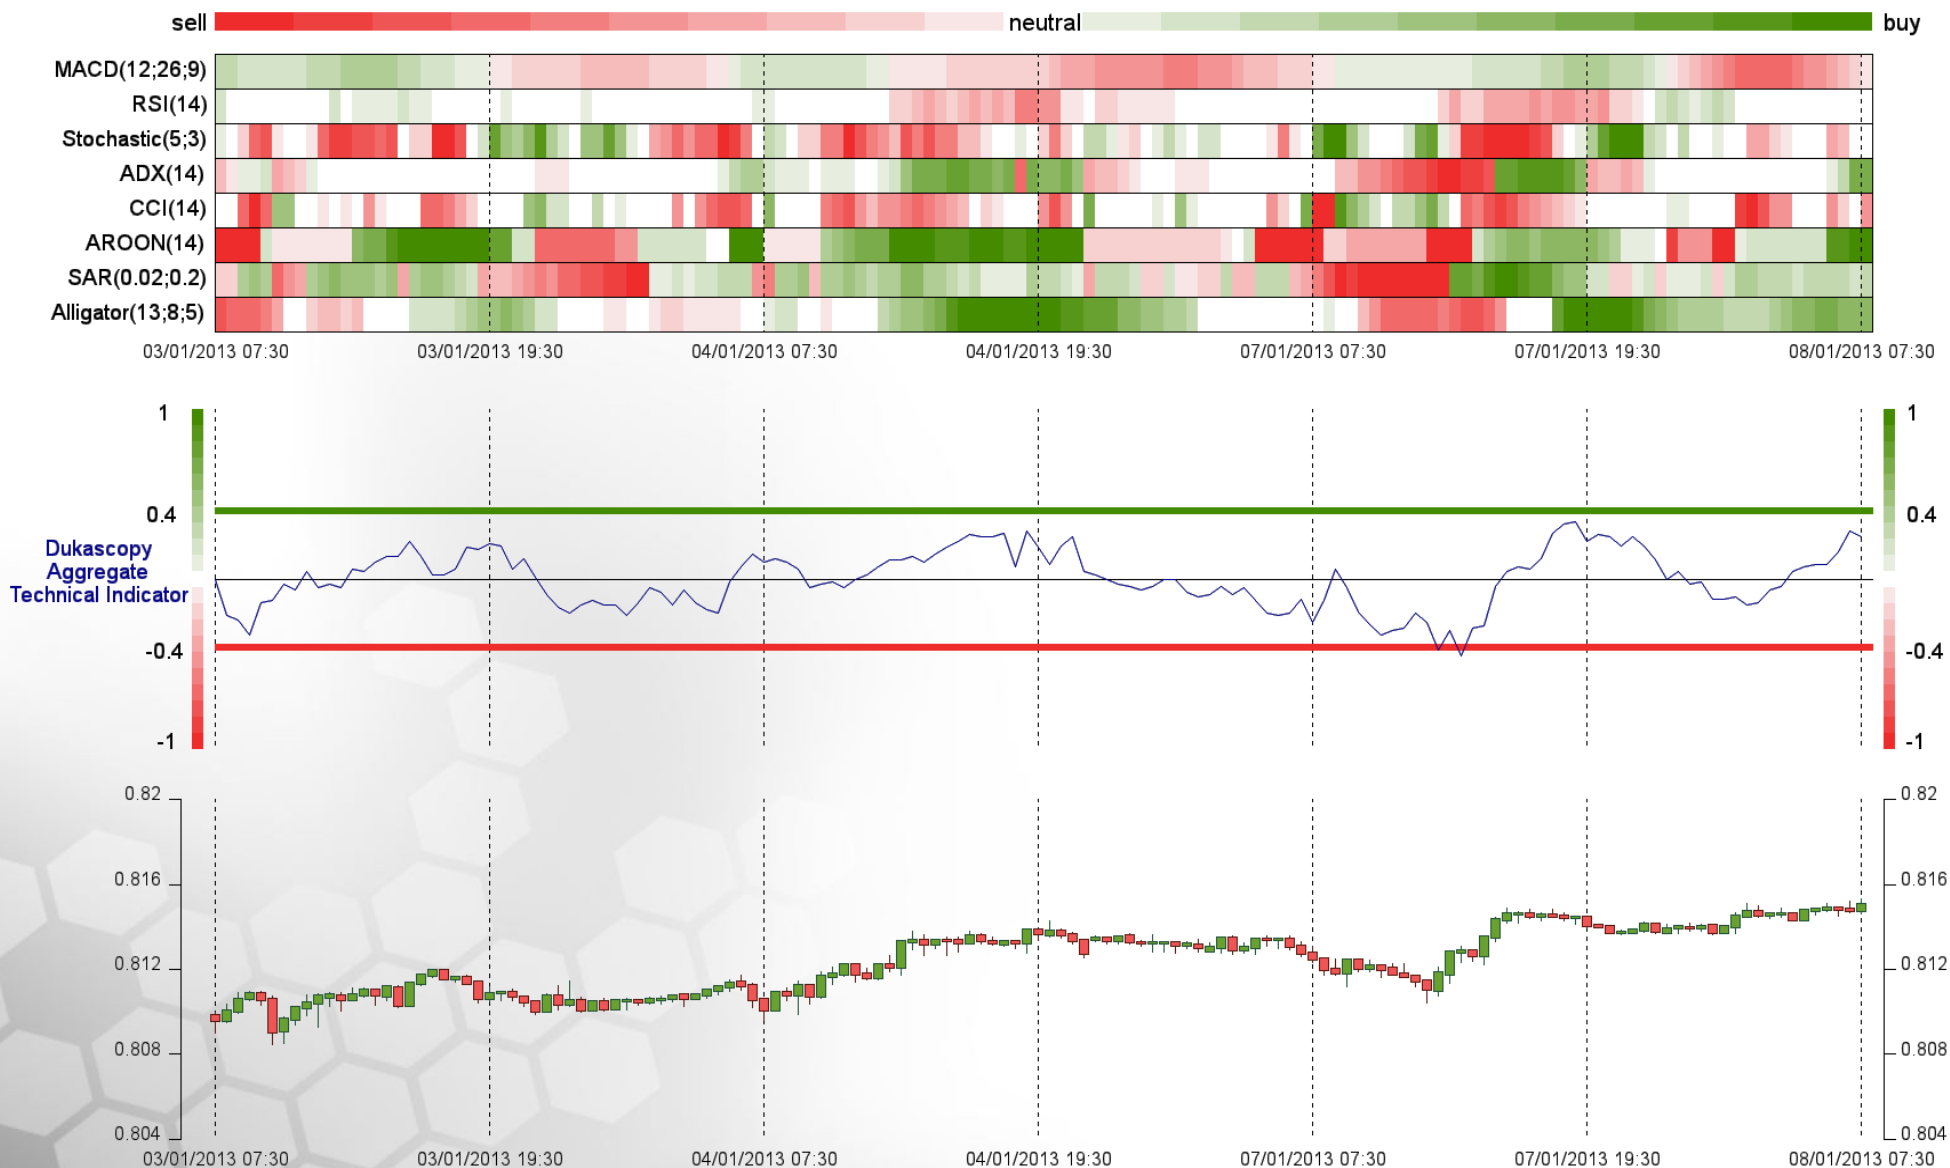 sell neutral buy
MACD(12;26;9)
RSI(14)
Stochastic(5;3)
ADX(14)
CCI(14)
AROON(14)
SAR(0.02;0.2)
Alligator(13;8;5)
03/01/2013 07:30 03/01/2013 19:30 04/01/2013 07:30 04/01/2013 19:30 07/01/2013 07:30 07/01/2013 19:30 08/01/2013 07:30
1 1
0.4 0.4
Dukascopy
Aggregate
Technical Indicator
-0.4 -0.4
-1 -1
0.82 0.82
0.816 0.816
0.812 0.812
0.808 0.808
0.804 0.804
03/01/2013 07:30 03/01/2013 19:30 04/01/2013 07:30 04/01/2013 19:30 07/01/2013 07:30 07/01/2013 19:30 08/01/2013 07:30